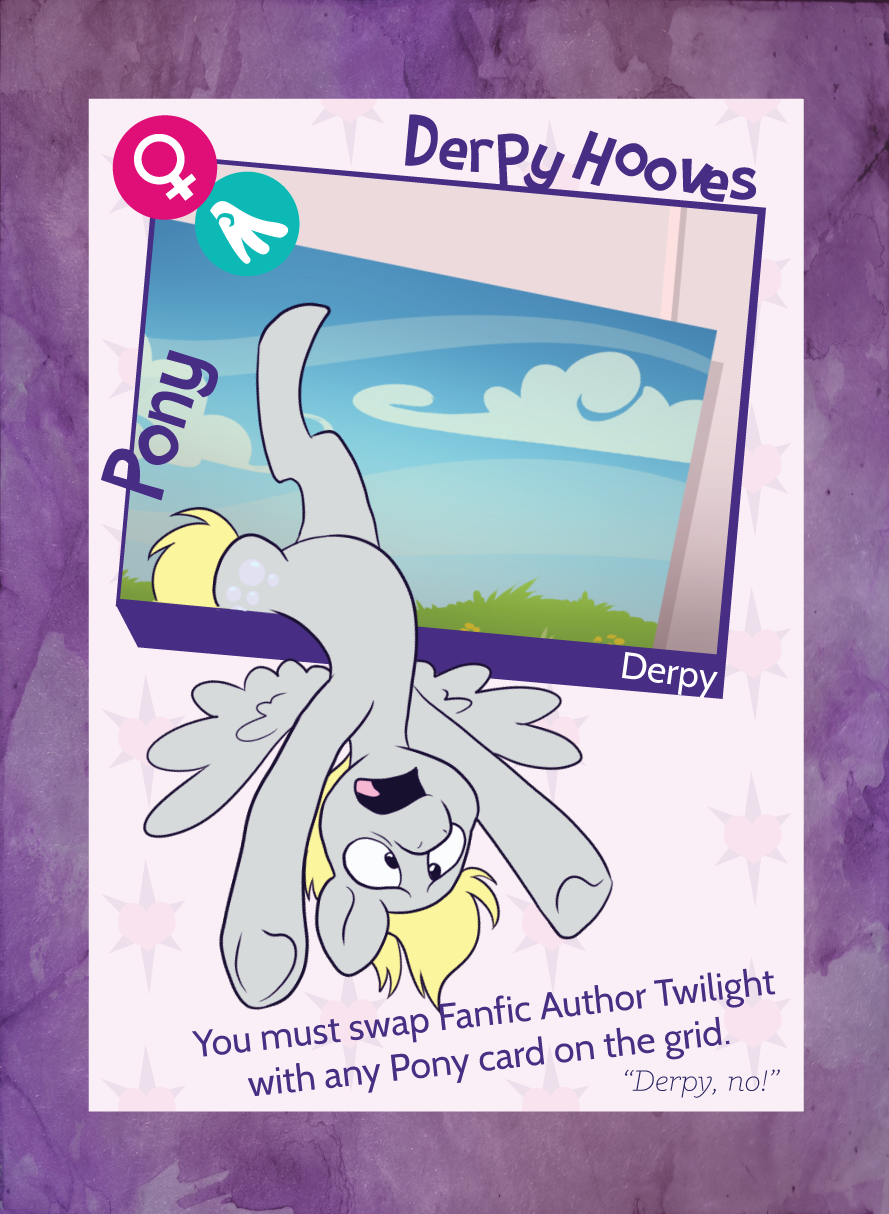 Derpy Hooves
Pony
Derpy
You must swap Fanfic Author Twilight
with any Pony card on the grid.
“Derpy, no!”